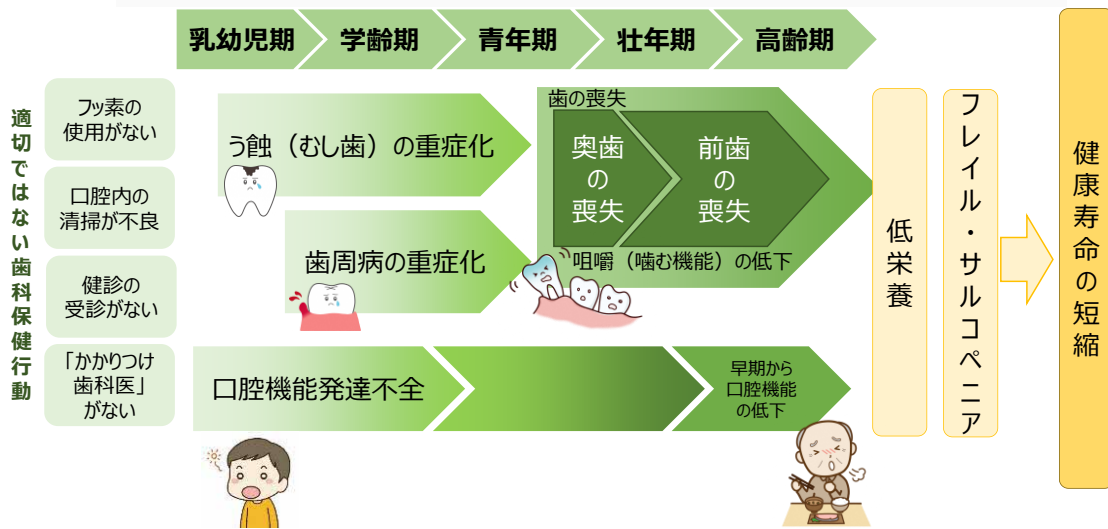 乳幼児期
学齢期
青年期
壮年期
高齢期
適切ではない歯科保健行動
フッ素の
使用がない
口腔内の
清掃が不良
健診の
受診がない
「かかりつけ
歯科医」
がない
う蝕（むし歯）の重症化
歯周病の重症化
歯の喪失
奥歯
の
喪失
前歯
の
喪失
咀嚼（噛む機能）の低下
口腔機能発達不全
早期から
口腔機能
の低下
低栄養
フレイル・サルコペニア
健康寿命の短縮